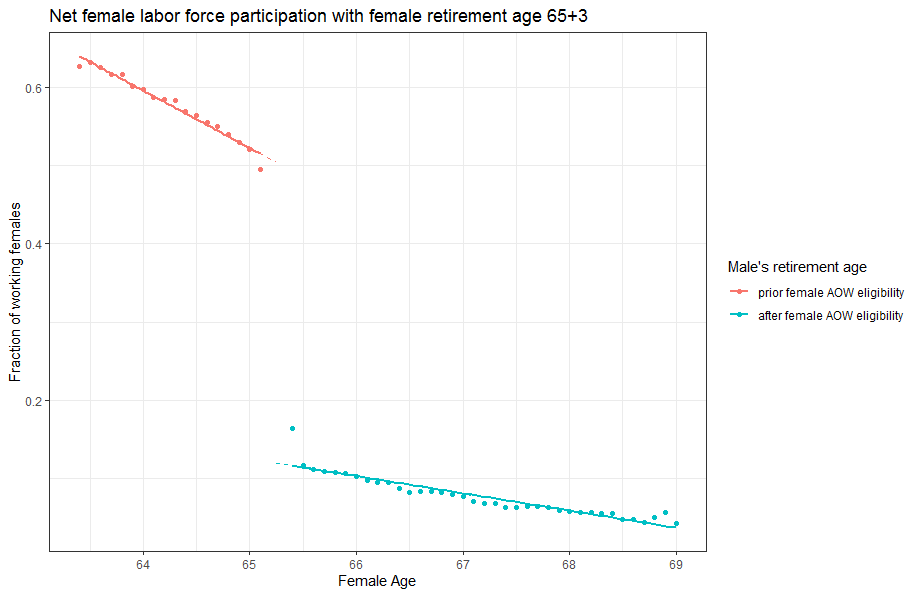 Net female labor force participation with female retirement age 65+3
Fraction of working females
0.6
0.4
0.2
64 65 66 67 68 69
Female Age
Male's retirement age
prior female AOW eligibility
after female AOW eligibility